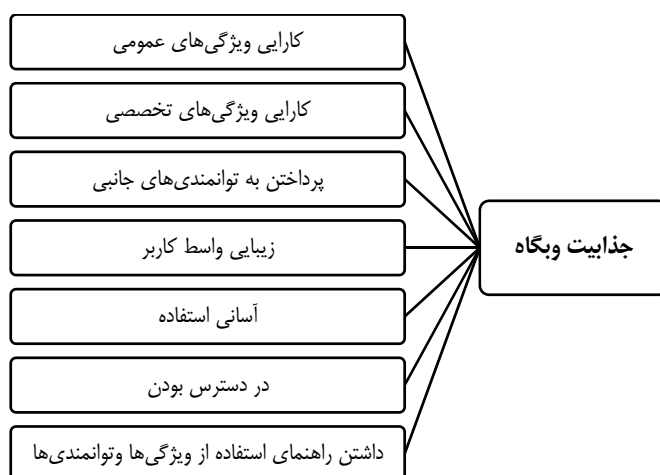 جذابیت وبگاه
کارایی ویژگی‌های عمومی
کارایی ویژگی‌های تخصصی
پرداختن به توانمندی‌های جانبی
زیبایی واسط کاربر
آسانی استفاده
در دسترس بودن
داشتن راهنمای استفاده از ویژگی‌ها وتوانمندی‌ها